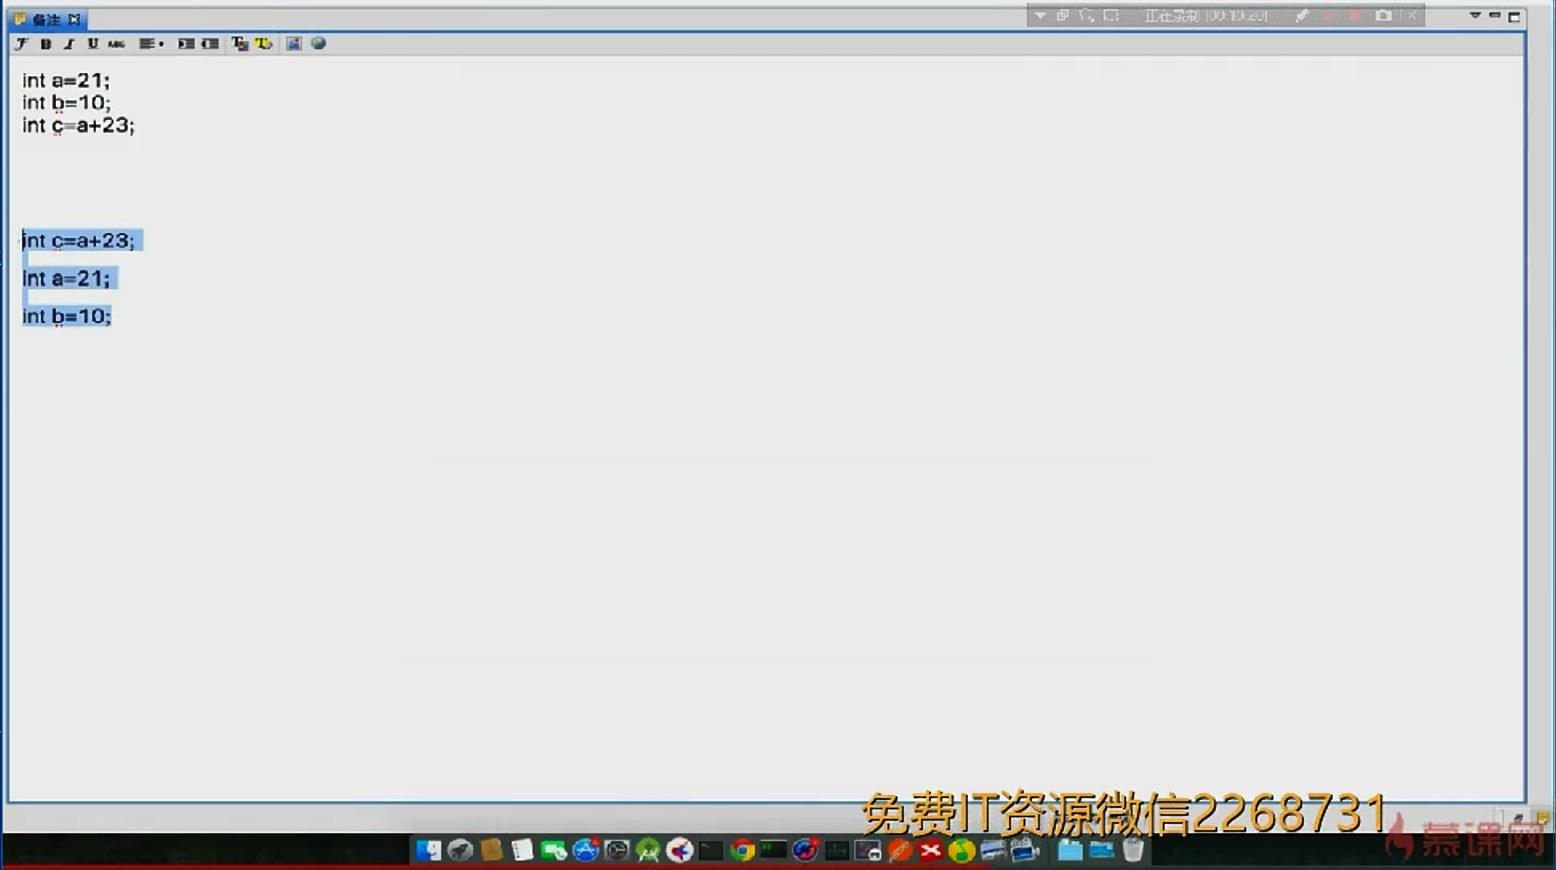 备注
正在录制 [00:10:20]
int a=21;
int b=10;
int c=a+23;
int c=a+23;
int a=21;
int b=10;
免费IT资源微信2268731
慕课网